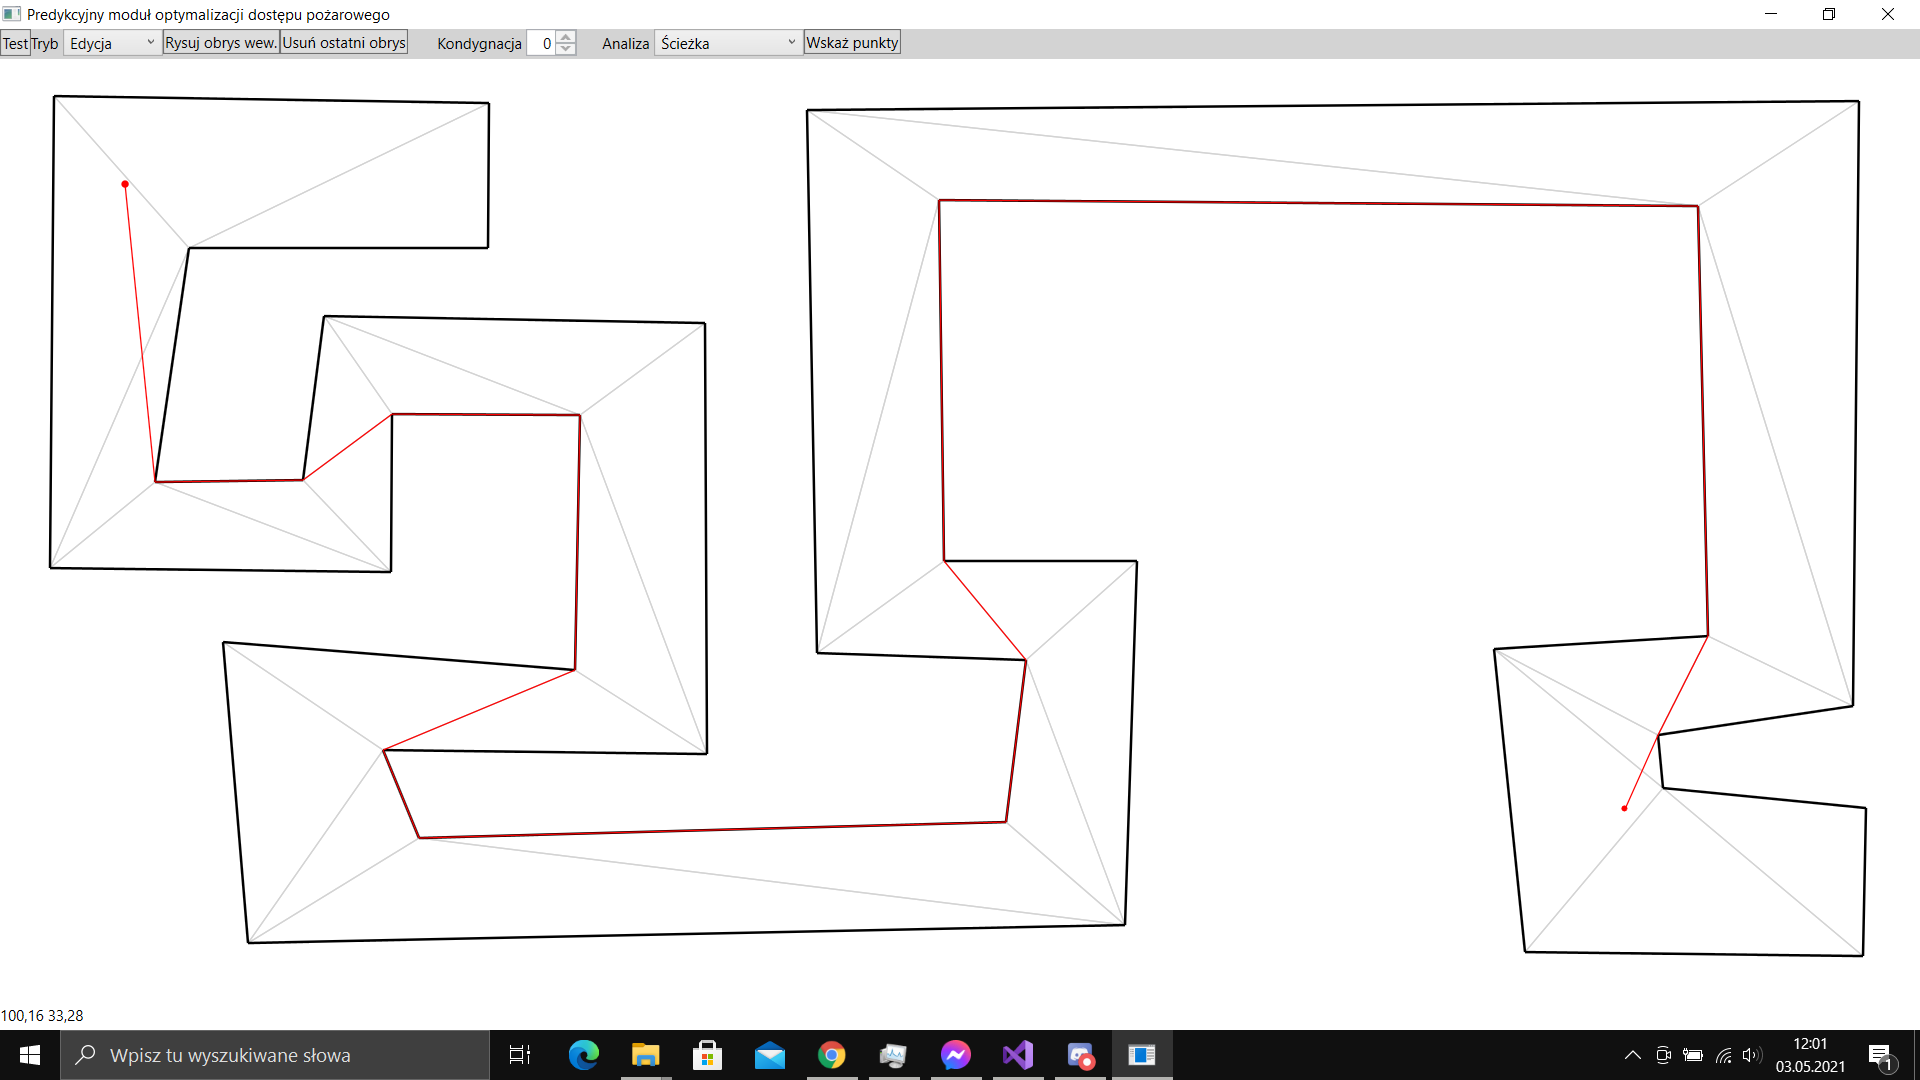 Predykcyjny moduł optymalizacji dostępu pożarowego
Test Tryb Edycja Rysuj obrys wew. Usuń ostatni obrys Kondygnacja 0 Analiza Ścieżka Wskaż punkty
100,16 33,28
Wpisz tu wyszukiwane słowa
12:01
03.05.2021
1